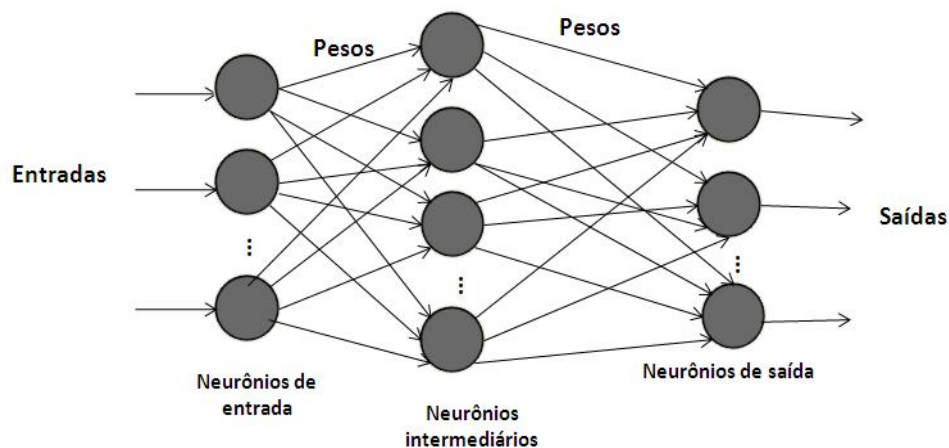 Pesos
Pesos
Entradas
Saídas
Neurônios de
entrada
Neurônios
intermediários
Neurônios de saída